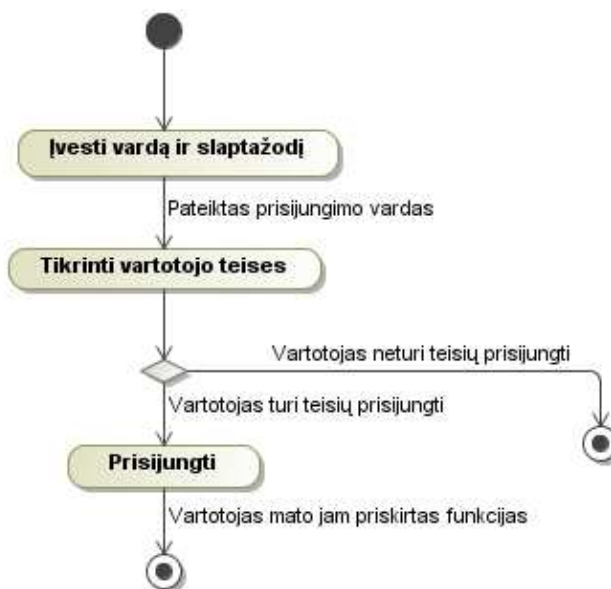 Įvesti vardą ir slaptažodį
Pateiktas prisijungimo vardas
Tikrinti vartotojo teises
Vartotojas neturi teisių prisijungti
Vartotojas turi teisių prisijungti
Prisijungti
Vartotojas mato jam priskirtas funkcijas